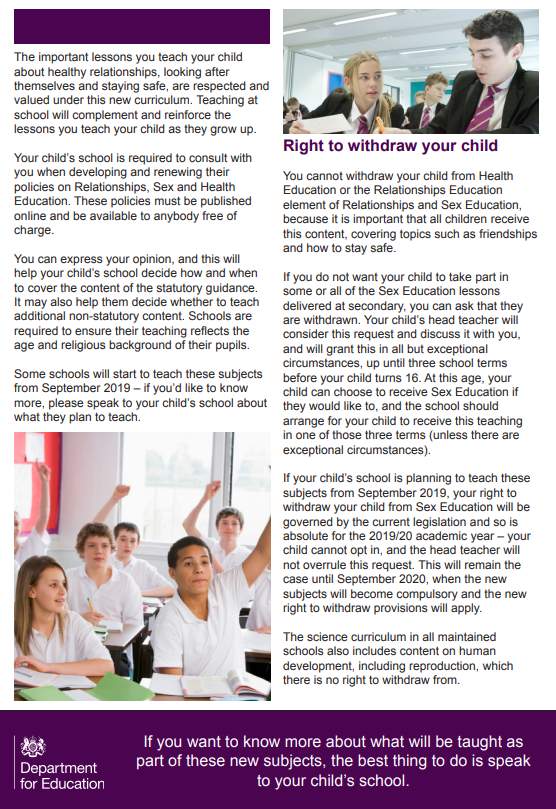 The important lessons you teach your child
about healthy relationships, looking after
themselves and staying safe, are respected and
valued under this new curriculum. Teaching at
school will complement and reinforce the
lessons you teach your child as they grow up.
Your child's school is required to consult with
you when developing and renewing their
policies on Relationships, Sex and Health
Education. These policies must be published
online and be available to anybody free of
charge.
You can express your opinion, and this will
help your child's school decide how and when
to cover the content of the statutory guidance.
It may also help them decide whether to teach
additional non-statutory content. Schools are
required to ensure their teaching reflects the
age and religious background of their pupils.
Some schools will start to teach these subjects
from September 2019 – if you'd like to know
more, please speak to your child's school about
what they plan to teach.
Right to withdraw your child
You cannot withdraw your child from Health
Education or the Relationships Education
element of Relationships and Sex Education,
because it is important that all children receive
this content, covering topics such as friendships
and how to stay safe.
If you do not want your child to take part in
some or all of the Sex Education lessons
delivered at secondary, you can ask that they
are withdrawn. Your child's head teacher will
consider this request and discuss it with you,
and will grant this in all but exceptional
circumstances, up until three school terms
before your child turns 16. At this age, your
child can choose to receive Sex Education if
they would like to, and the school should
arrange for your child to receive this teaching
in one of those three terms (unless there are
exceptional circumstances).
If your child's school is planning to teach these
subjects from September 2019, your right to
withdraw your child from Sex Education will be
governed by the current legislation and so is
absolute for the 2019/20 academic year – your
child cannot opt in, and the head teacher will
not overrule this request. This will remain the
case until September 2020, when the new
subjects will become compulsory and the new
right to withdraw provisions will apply.
The science curriculum in all maintained
schools also includes content on human
development, including reproduction, which
there is no right to withdraw from.
Department
for Education
If you want to know more about what will be taught as
part of these new subjects, the best thing to do is speak
to your child's school.